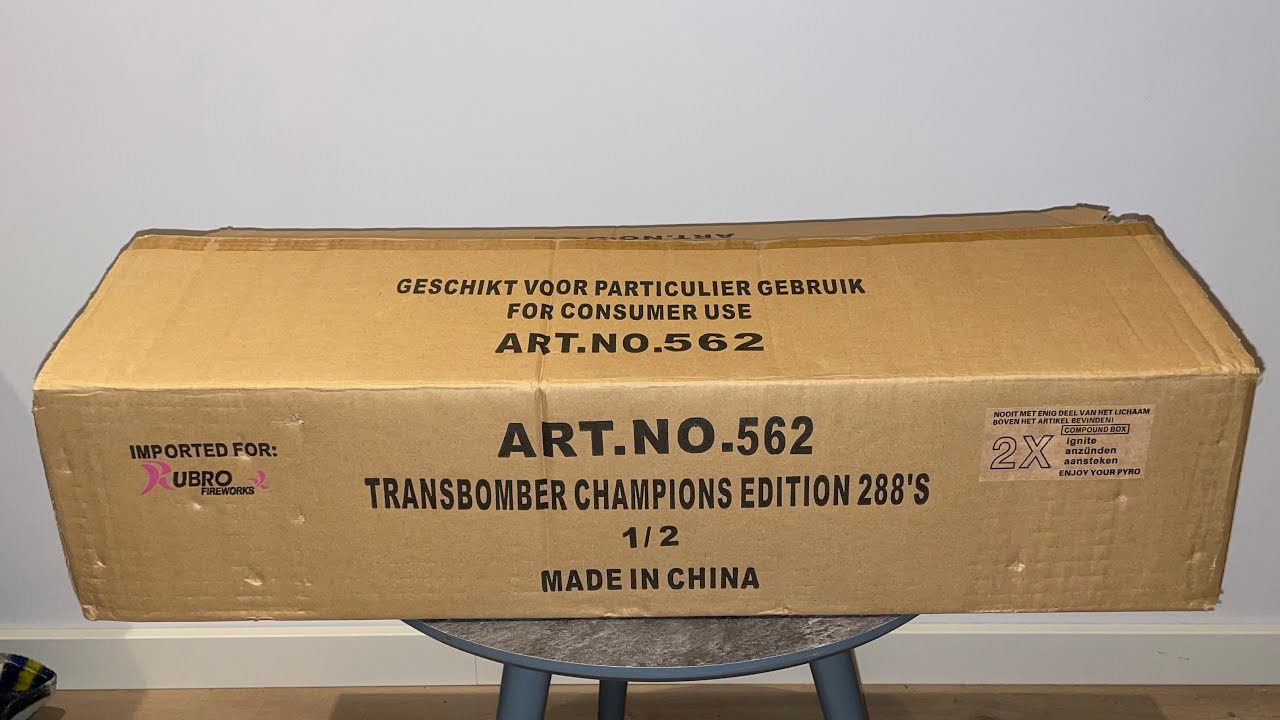 ART.NO.
GESCHIKT VOOR PARTICULIER GEBRUIK
FOR CONSUMER USE
ART.NO.562
IMPORTED FOR:
RUBRO
FIREWORKS
ART.NO.562
TRANSBOMBER CHAMPIONS EDITION 288'S
1/2
MADE IN CHINA
NOOIT MET ENIG DEEL VAN HET LICHAAM
BOVEN HET ARTIKEL BEVINDEN!
COMPOUND BOX
2X
ignite
anzünden
aansteken
ENJOY YOUR PYRO